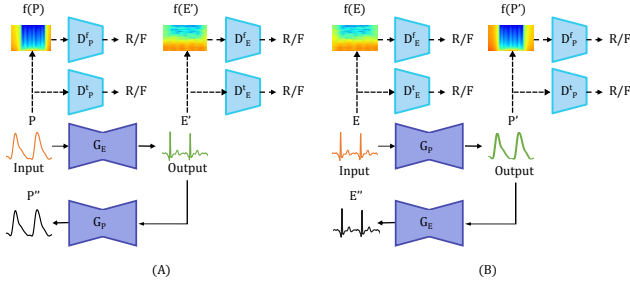 f(P) f(E') f(E) f(P')
D^f_P R/F D^f_E R/F D^f_E R/F D^f_P R/F
D^t_P R/F D^t_E R/F D^t_E R/F D^t_P R/F
P E' E P'
G_E G_P
Input Output Input Output
P'' E''
G_P G_E
(A) (B)